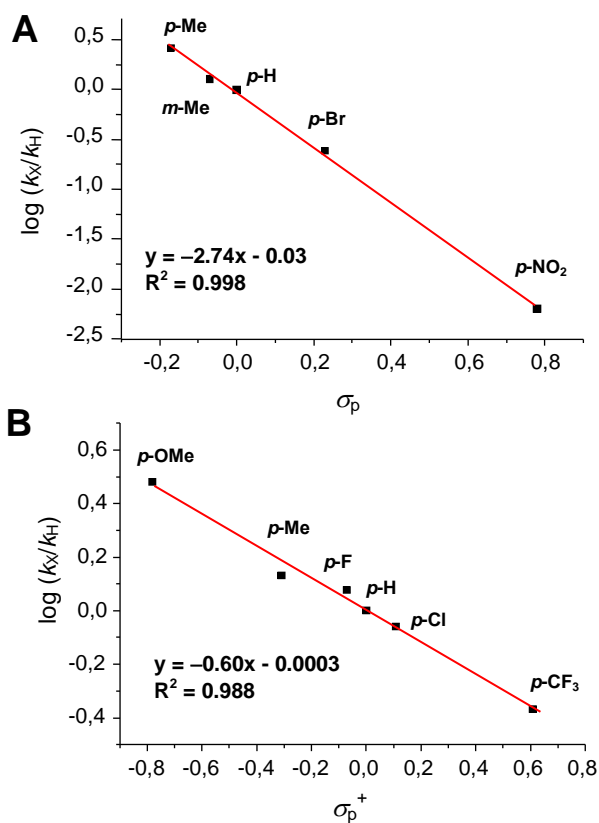 A
p-Me
0,5
p-H
0,0
m-Me
p-Br
-0,5
log (kX/kH)
-1,0
-1,5
y = −2.74x - 0.03
p-NO2
R2 = 0.998
-2,0
-2,5
-0,2 0,0 0,2 0,4 0,6 0,8
σp
B
0,6
p-OMe
0,4
p-Me
0,2
p-F
p-H
log (kX/kH)
0,0
p-Cl
-0,2
y = −0.60x - 0.0003
p-CF3
R2 = 0.988
-0,4
-0,8 -0,6 -0,4 -0,2 0,0 0,2 0,4 0,6 0,8
σp+